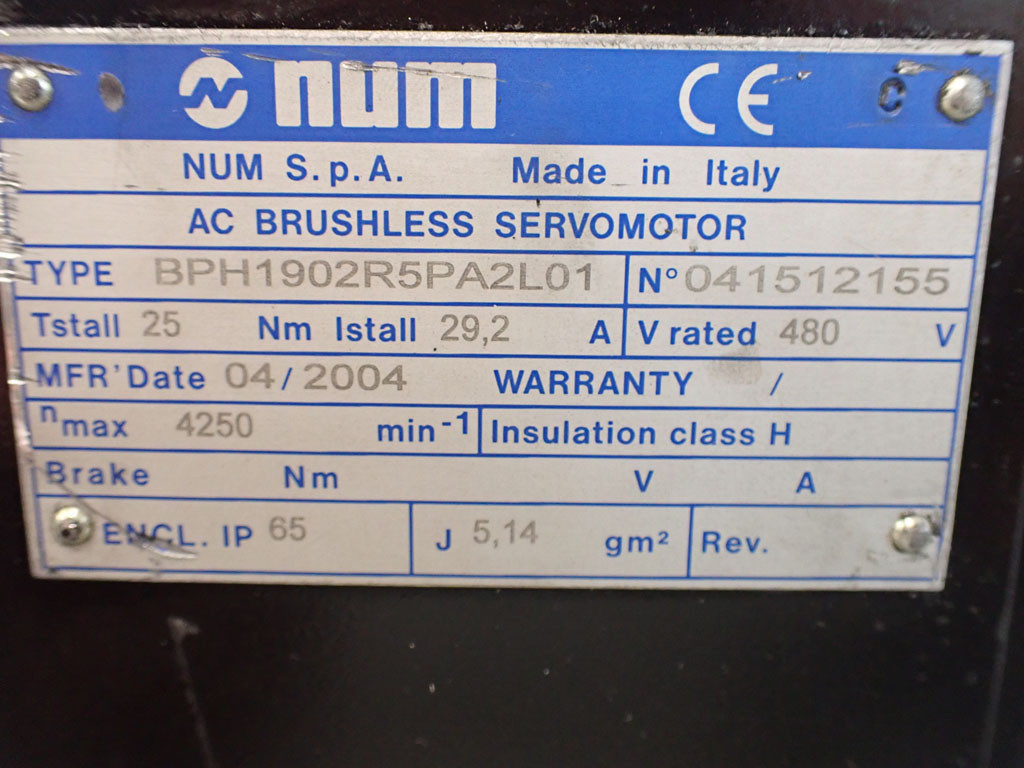 num CE C
NUM S.p.A. Made in Italy
AC BRUSHLESS SERVOMOTOR
TYPE BPH1902R5PA2L01 N° 041512155
Tstall 25 Nm Istall 29,2 A V rated 480 V
MFR'Date 04/2004 WARRANTY /
nmax 4250 min-1 Insulation class H
Brake Nm V A
ENCL. IP 65 J 5,14 gm² Rev.